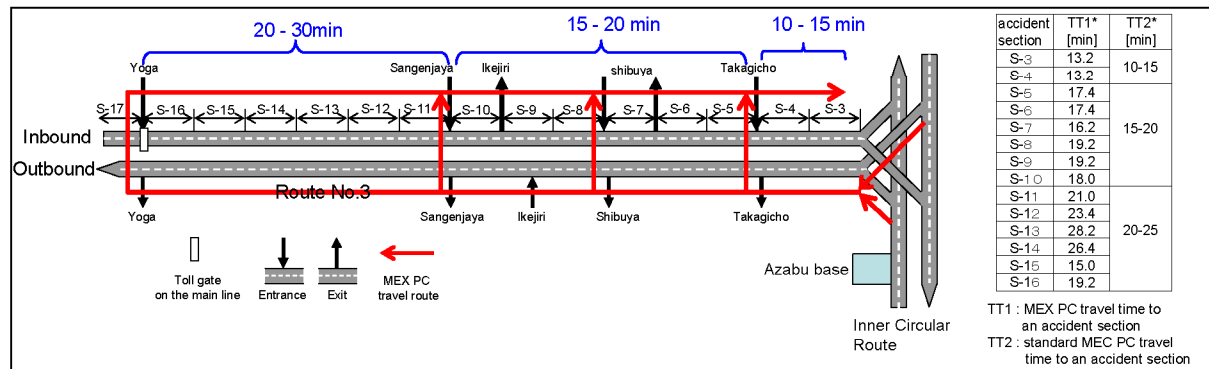 20 - 30min
15 - 20 min
10 - 15 min
Yoga
Sangenjaya
Ikejiri
shibuya
Takagicho
S-17
S-16
S-15
S-14
S-13
S-12
S-11
S-10
S-9
S-8
S-7
S-6
S-5
S-4
S-3
Inbound
Outbound
Route No.3
Yoga
Sangenjaya
Ikejiri
Shibuya
Takagicho
Toll gate
on the main line
Entrance
Exit
MEX PC
travel route
Azabu base
Inner Circular
Route
accident section TT1* [min] TT2* [min]
S-3 13.2 10-15
S-4 13.2
S-5 17.4 15-20
S-6 17.4
S-7 16.2
S-8 19.2
S-9 19.2
S-10 18.0
S-11 21.0 20-25
S-12 23.4
S-13 28.2
S-14 26.4
S-15 15.0
S-16 19.2
TT1 : MEX PC travel time to
an accident section
TT2 : standard MEC PC travel
time to an accident section